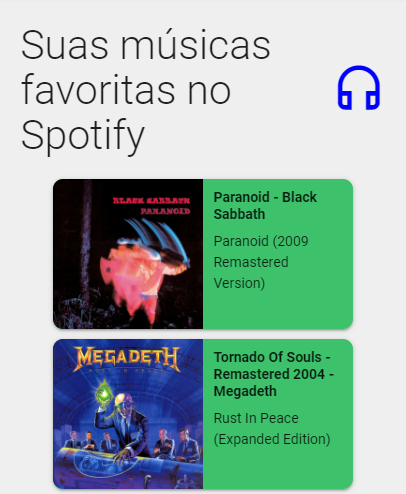 Suas músicas
favoritas no
Spotify
BLACK SABBATH
PARANOID
Paranoid - Black
Sabbath
Paranoid (2009
Remastered
Version)
MEGADETH
Tornado Of Souls -
Remastered 2004 -
Megadeth
Rust In Peace
(Expanded Edition)